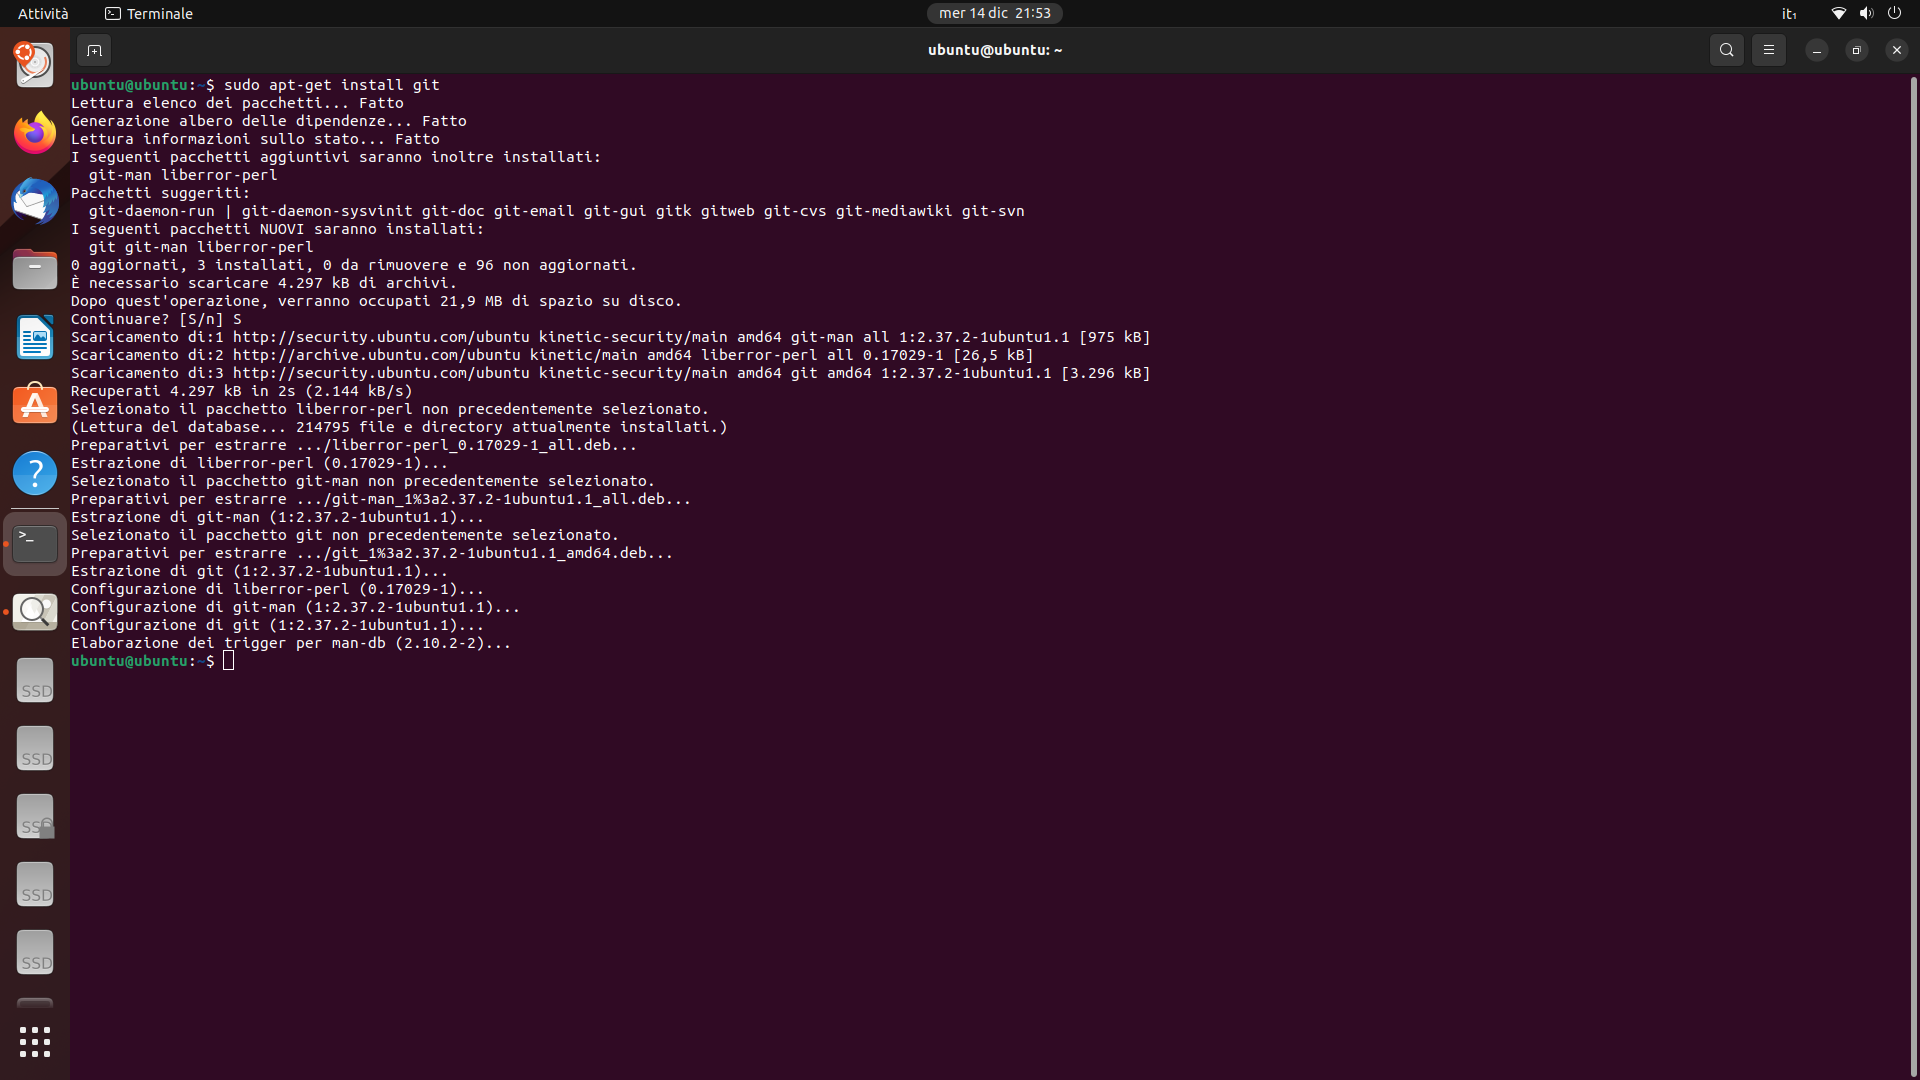 Attività
Terminale
mer 14 dic 21:53
it₁
ubuntu@ubuntu: ~
ubuntu@ubuntu:~$ sudo apt-get install git
Lettura elenco dei pacchetti... Fatto
Generazione albero delle dipendenze... Fatto
Lettura informazioni sullo stato... Fatto
I seguenti pacchetti aggiuntivi saranno inoltre installati:
  git-man liberror-perl
Pacchetti suggeriti:
  git-daemon-run | git-daemon-sysvinit git-doc git-email git-gui gitk gitweb git-cvs git-mediawiki git-svn
I seguenti pacchetti NUOVI saranno installati:
  git git-man liberror-perl
0 aggiornati, 3 installati, 0 da rimuovere e 96 non aggiornati.
È necessario scaricare 4.297 kB di archivi.
Dopo quest'operazione, verranno occupati 21,9 MB di spazio su disco.
Continuare? [S/n] S
Scaricamento di:1 http://security.ubuntu.com/ubuntu kinetic-security/main amd64 git-man all 1:2.37.2-1ubuntu1.1 [975 kB]
Scaricamento di:2 http://archive.ubuntu.com/ubuntu kinetic/main amd64 liberror-perl all 0.17029-1 [26,5 kB]
Scaricamento di:3 http://security.ubuntu.com/ubuntu kinetic-security/main amd64 git amd64 1:2.37.2-1ubuntu1.1 [3.296 kB]
Recuperati 4.297 kB in 2s (2.144 kB/s)
Selezionato il pacchetto liberror-perl non precedentemente selezionato.
(Lettura del database... 214795 file e directory attualmente installati.)
Preparativi per estrarre .../liberror-perl_0.17029-1_all.deb...
Estrazione di liberror-perl (0.17029-1)...
Selezionato il pacchetto git-man non precedentemente selezionato.
Preparativi per estrarre .../git-man_1%3a2.37.2-1ubuntu1.1_all.deb...
Estrazione di git-man (1:2.37.2-1ubuntu1.1)...
Selezionato il pacchetto git non precedentemente selezionato.
Preparativi per estrarre .../git_1%3a2.37.2-1ubuntu1.1_amd64.deb...
Estrazione di git (1:2.37.2-1ubuntu1.1)...
Configurazione di liberror-perl (0.17029-1)...
Configurazione di git-man (1:2.37.2-1ubuntu1.1)...
Configurazione di git (1:2.37.2-1ubuntu1.1)...
Elaborazione dei trigger per man-db (2.10.2-2)...
ubuntu@ubuntu:~$
SSD
SSD
SSD
SSD
SSD